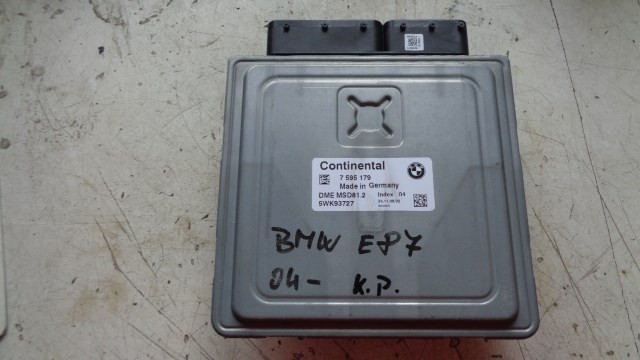 Continental
7 595 179
Made in Germany
DME MSD81.2 Index : 04
5WK93727
BMW E87
04- K.P.